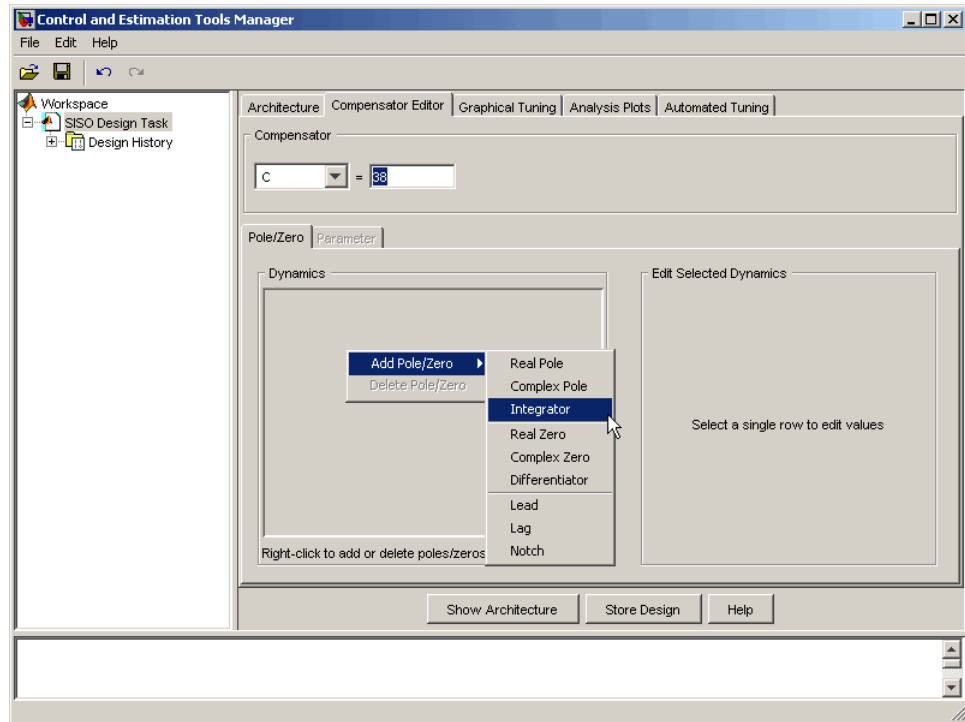 Control and Estimation Tools Manager
File Edit Help
Workspace
SISO Design Task
Design History
Architecture Compensator Editor Graphical Tuning Analysis Plots Automated Tuning
Compensator
C = 38
Pole/Zero Parameter
Dynamics
Edit Selected Dynamics
Add Pole/Zero
Delete Pole/Zero
Real Pole
Complex Pole
Integrator
Real Zero
Complex Zero
Differentiator
Lead
Lag
Notch
Select a single row to edit values
Right-click to add or delete poles/zeros
Show Architecture Store Design Help